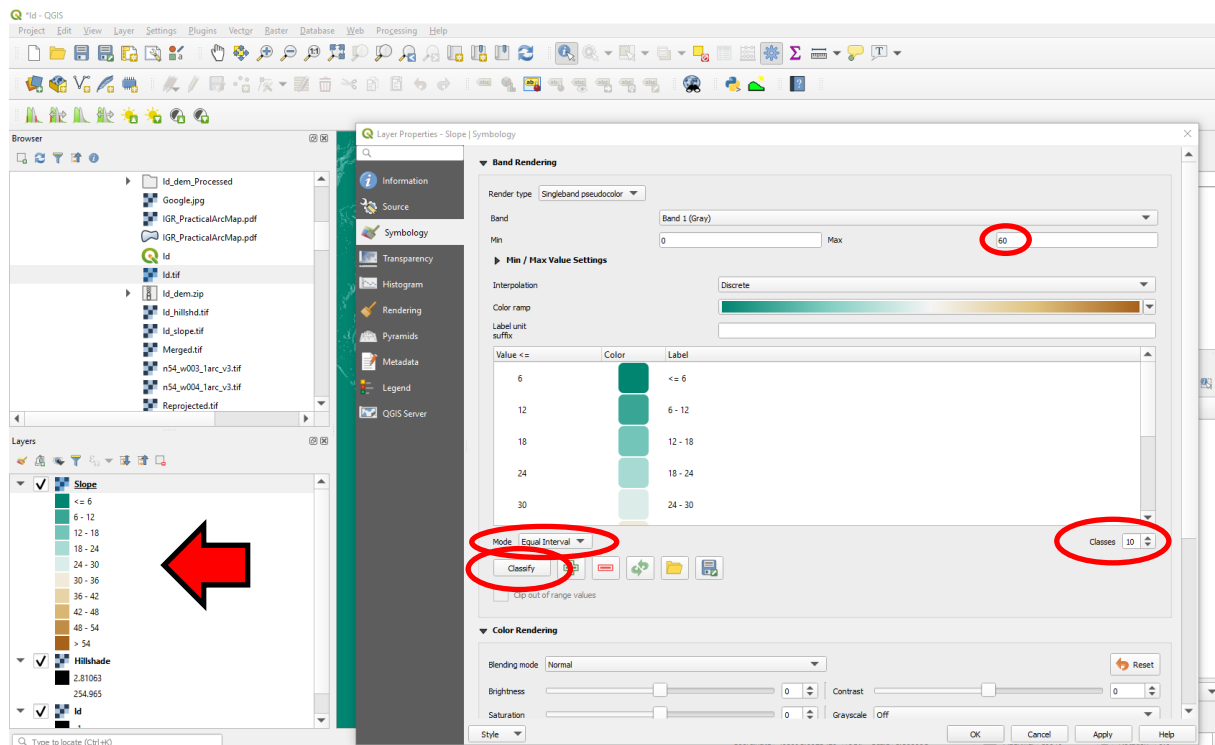 *ld - QGIS
Project Edit View Layer Settings Plugins Vector Raster Database Web Processing Help
Browser
ld_dem_Processed
Google.jpg
IGR_PracticalArcMap.pdf
IGR_PracticalArcMap.pdf
ld
ld.tif
ld_dem.zip
ld_hillshd.tif
ld_slope.tif
Merged.tif
n54_w003_1arc_v3.tif
n54_w004_1arc_v3.tif
Reprojected.tif
Layers
Slope
<= 6
6 - 12
12 - 18
18 - 24
24 - 30
30 - 36
36 - 42
42 - 48
48 - 54
> 54
Hillshade
2.81063
254.965
ld
Type to locate (Ctrl+K)
Layer Properties - Slope | Symbology
Information
Source
Symbology
Transparency
Histogram
Rendering
Pyramids
Metadata
Legend
QGIS Server
Band Rendering
Render type Singleband pseudocolor
Band Band 1 (Gray)
Min 0 Max 60
Min / Max Value Settings
Interpolation Discrete
Color ramp
Label unit
suffix
Value <= Color Label
6 <= 6
12 6 - 12
18 12 - 18
24 18 - 24
30 24 - 30
Mode Equal Interval Classes 10
Classify
Clip out of range values
Color Rendering
Blending mode Normal Reset
Brightness 0 Contrast 0
Saturation 0 Grayscale Off
Style OK Cancel Apply Help